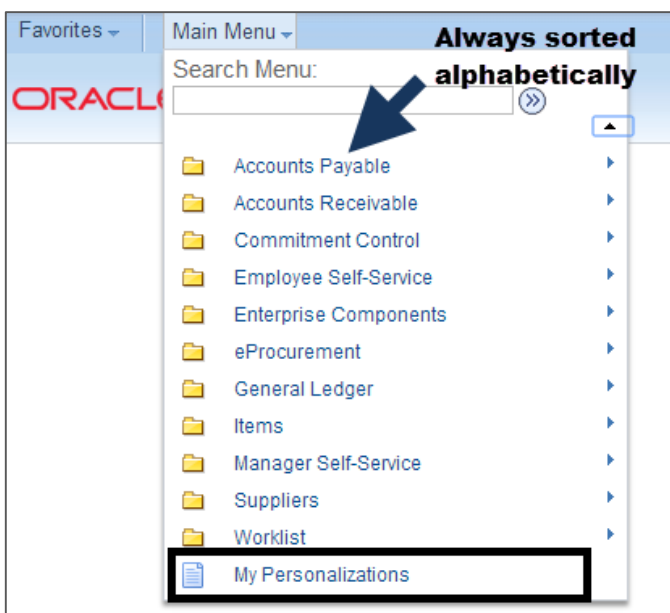 Favorites Main Menu
Always sorted
alphabetically
Search Menu:
ORACL
Accounts Payable
Accounts Receivable
Commitment Control
Employee Self-Service
Enterprise Components
eProcurement
General Ledger
Items
Manager Self-Service
Suppliers
Worklist
My Personalizations